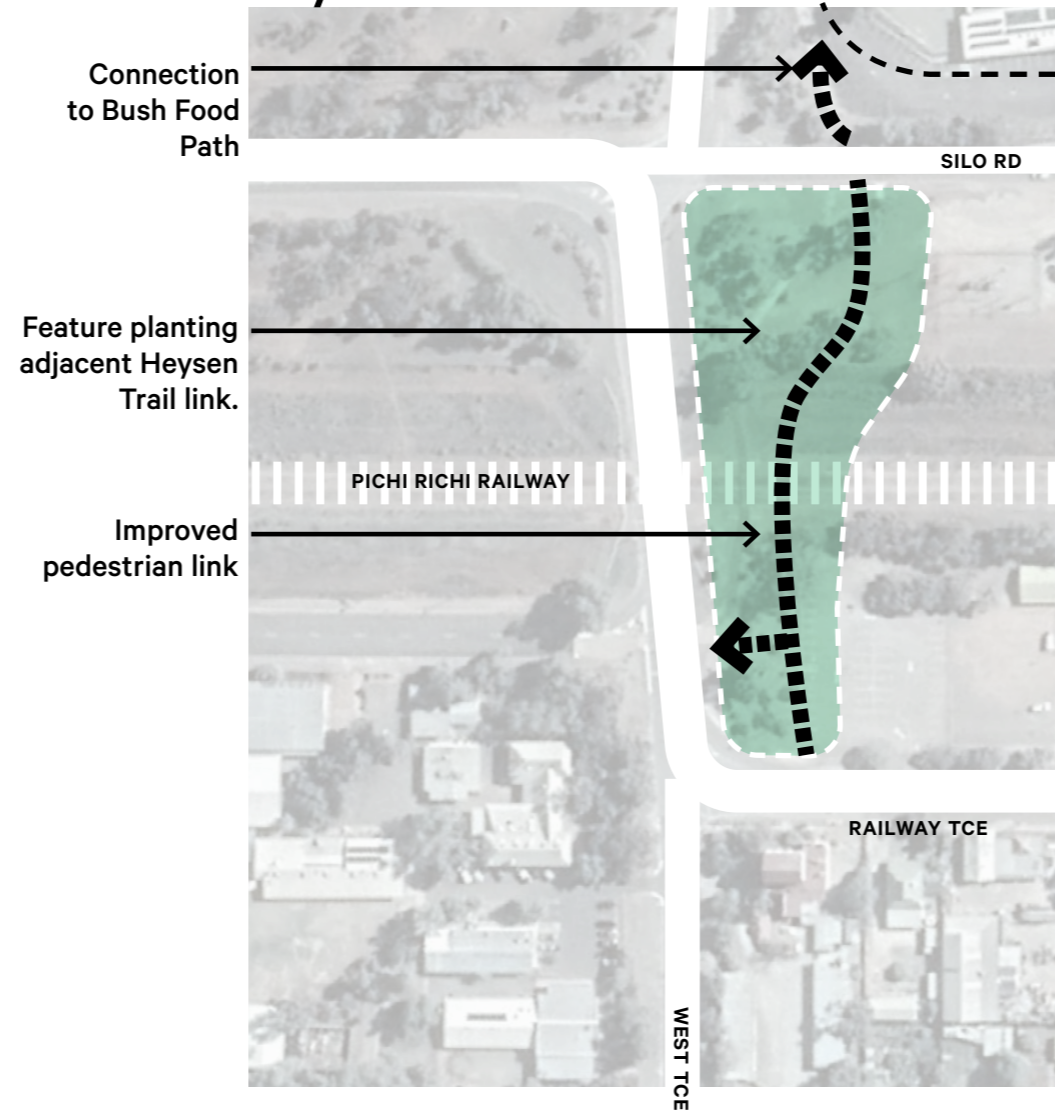 Connection
to Bush Food
Path
SILO RD
Feature planting
adjacent Heysen
Trail link.
PICHI RICHI RAILWAY
Improved
pedestrian link
RAILWAY TCE
WEST TCE